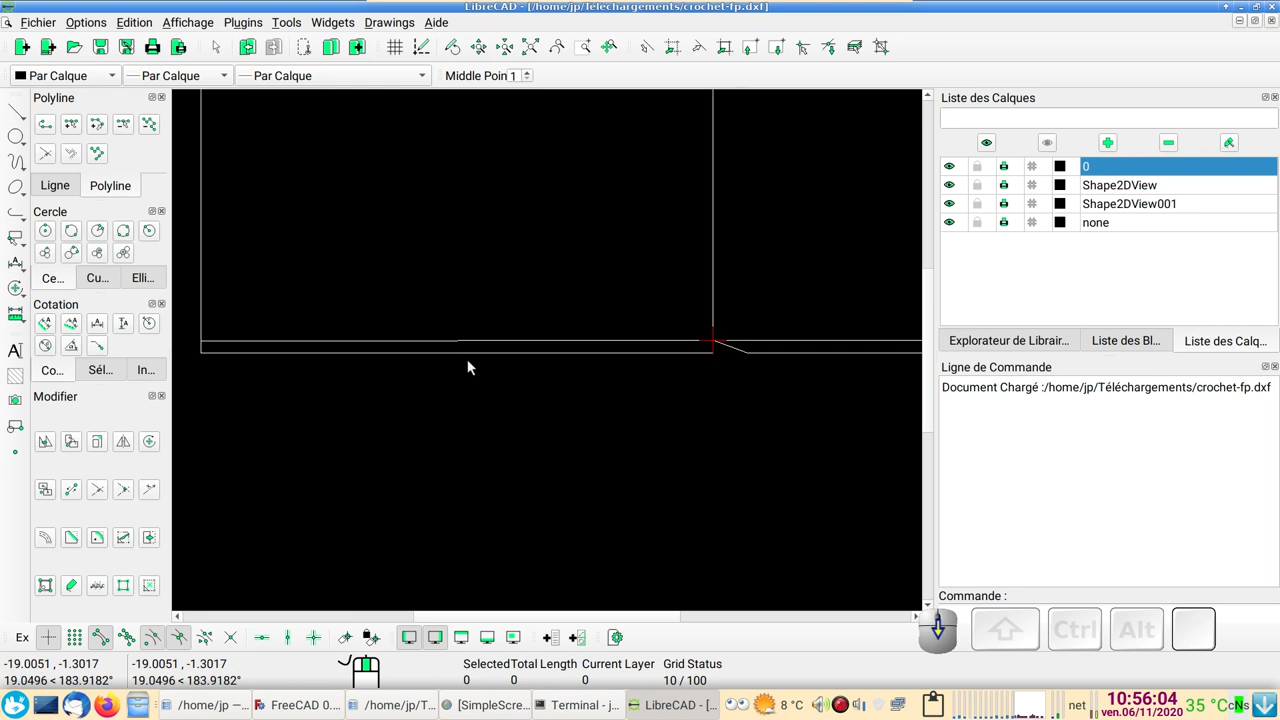 LibreCAD - [/home/jp/Téléchargements/crochet-fp.dxf]
Fichier Options Edition Affichage Plugins Tools Widgets Drawings Aide
Par Calque Par Calque Par Calque Middle Poin 1
Polyline
Ligne Polyline
Cercle
Ce... Cu... Elli...
Cotation
Co... Sél... In...
Modifier
Liste des Calques
0
Shape2DView
Shape2DView001
none
Explorateur de Librair... Liste des Bl... Liste des Calq...
Ligne de Commande
Document Chargé :/home/jp/Téléchargements/crochet-fp.dxf
Commande :
Ctrl Alt
Ex
-19.0051 , -1.3017 -19.0051 , -1.3017 Selected Total Length Current Layer Grid Status
19.0496 < 183.9182° 19.0496 < 183.9182° 0 0 0 10 / 100
/home/jp —... FreeCAD 0.... /home/jp/T... [SimpleScre... Terminal - j... LibreCAD - [... 8 °C net 10:56:04 35 °C
ven.06/11/2020